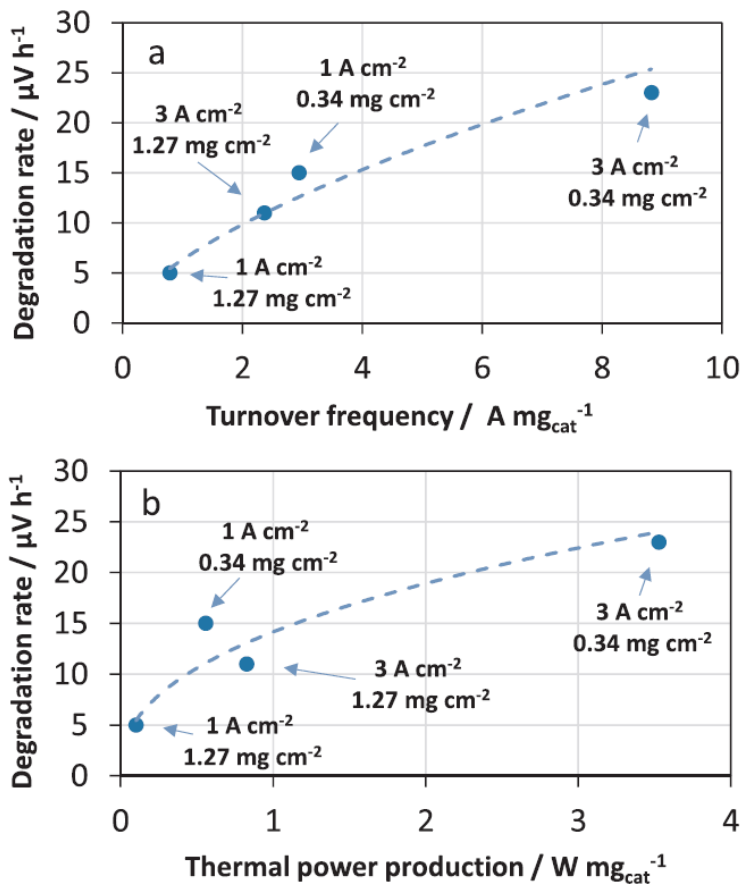 a
Degradation rate / µV h⁻¹
30
25
20
15
10
5
0
1 A cm⁻²
0.34 mg cm⁻²
3 A cm⁻²
1.27 mg cm⁻²
3 A cm⁻²
0.34 mg cm⁻²
1 A cm⁻²
1.27 mg cm⁻²
0 2 4 6 8 10
Turnover frequency / A mg_cat⁻¹
b
Degradation rate / µV h⁻¹
30
25
20
15
10
5
0
1 A cm⁻²
0.34 mg cm⁻²
3 A cm⁻²
0.34 mg cm⁻²
3 A cm⁻²
1.27 mg cm⁻²
1 A cm⁻²
1.27 mg cm⁻²
0 1 2 3 4
Thermal power production / W mg_cat⁻¹